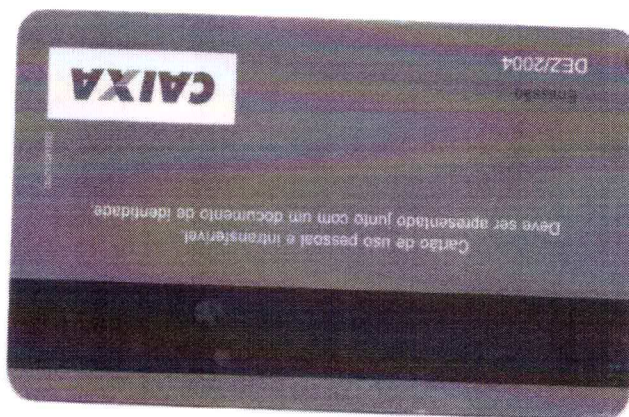 Cartão de uso pessoal e intransferível.
Deve ser apresentado junto com um documento de identidade.
Emissão
DEZ/2004
CAIXA